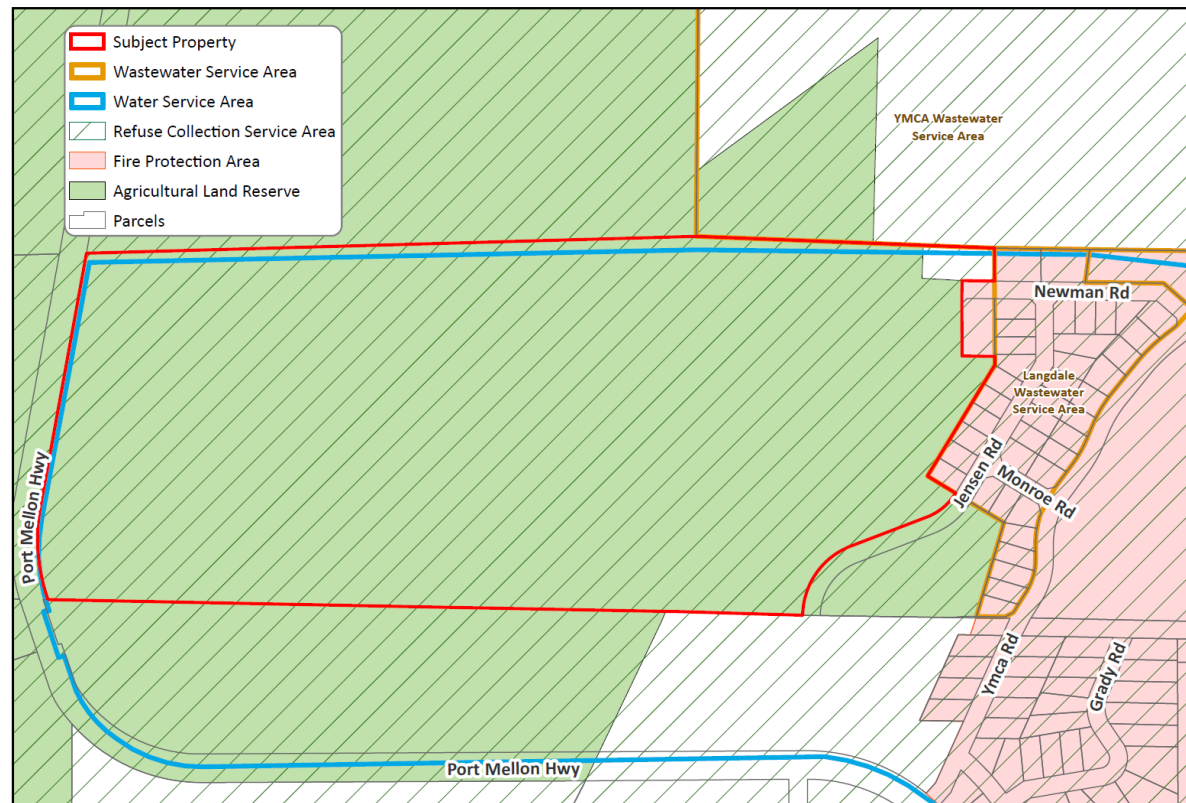 Subject Property
Wastewater Service Area
Water Service Area
Refuse Collection Service Area
Fire Protection Area
Agricultural Land Reserve
Parcels
YMCA Wastewater
Service Area
Newman Rd
Langdale
Wastewater
Service Area
Jensen Rd
Monroe Rd
Port Mellon Hwy
Ymca Rd
Grady Rd
Port Mellon Hwy